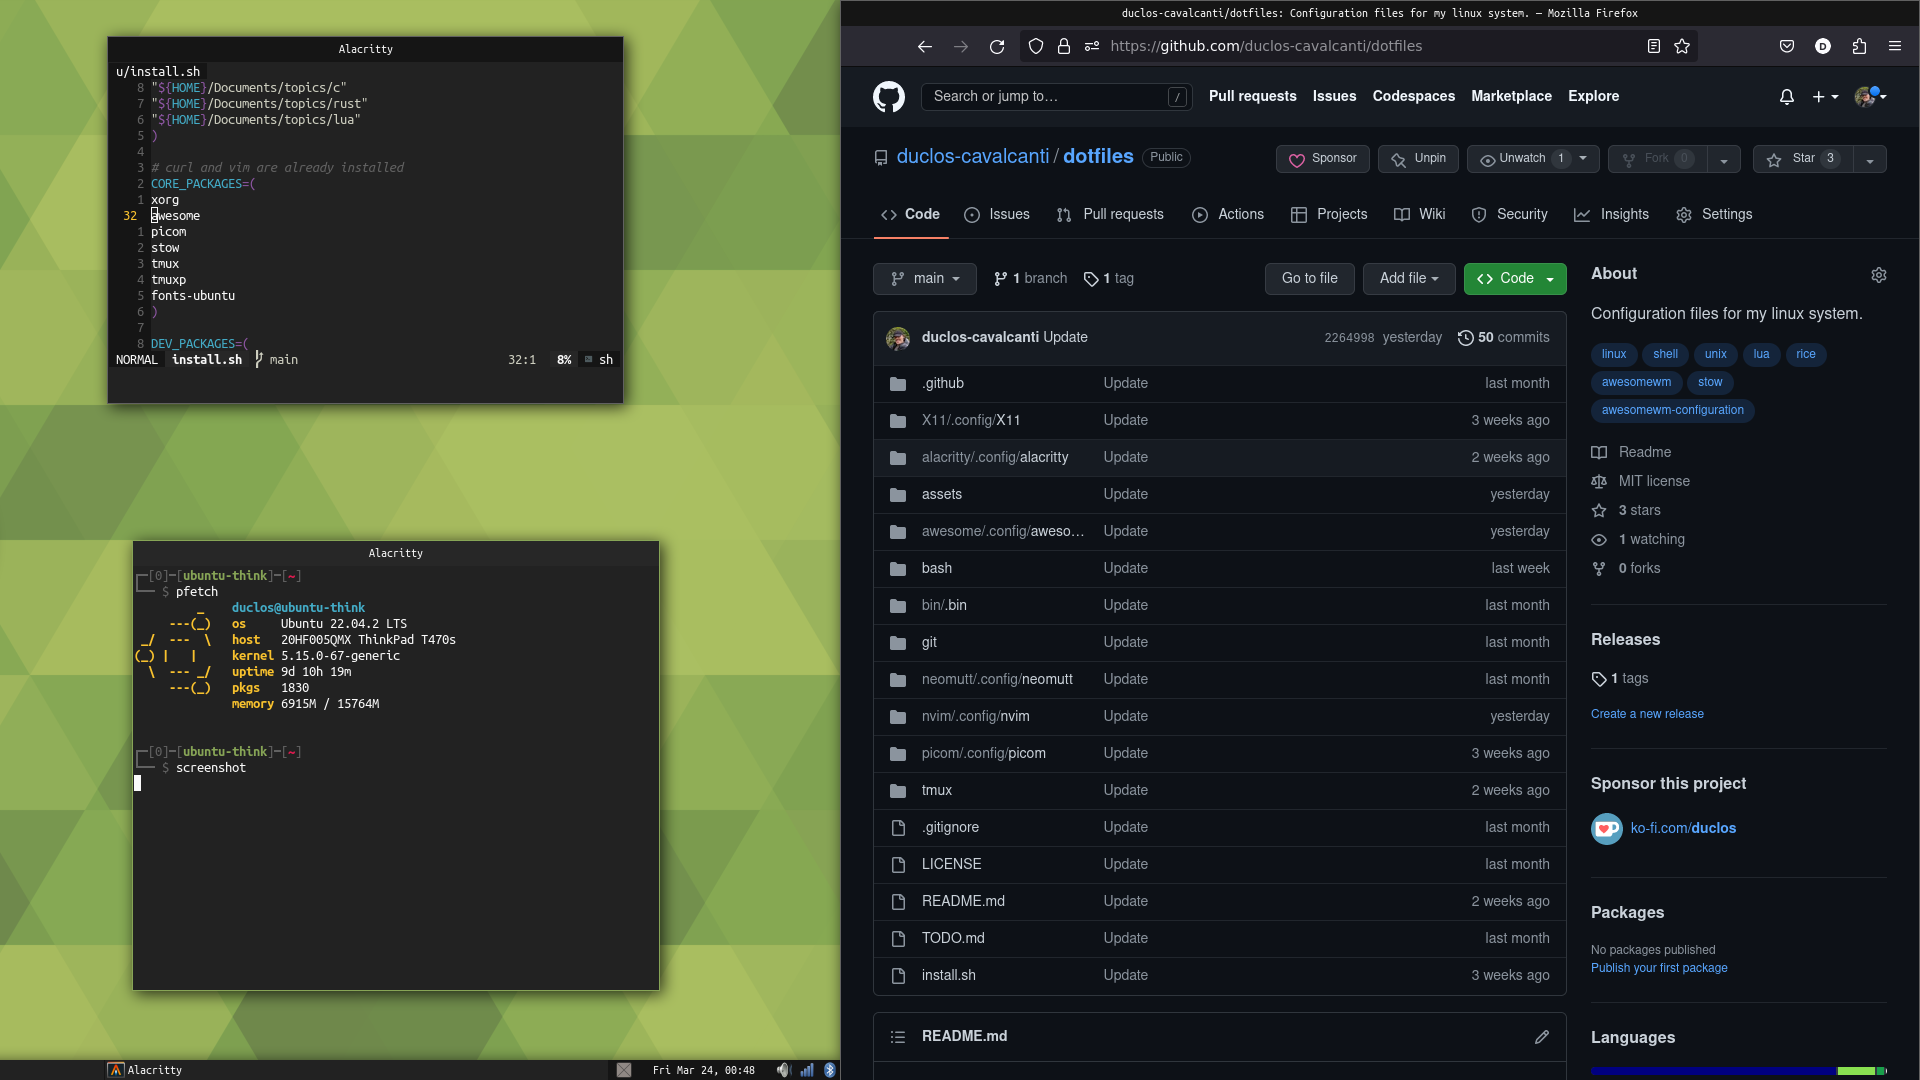 Alacritty
u/install.sh
8 "${HOME}/Documents/topics/c"
7 "${HOME}/Documents/topics/rust"
6 "${HOME}/Documents/topics/lua"
5 )
4
3 # curl and vim are already installed
2 CORE_PACKAGES=(
1 xorg
32 awesome
1 picom
2 stow
3 tmux
4 tmuxp
5 fonts-ubuntu
6 )
7
8 DEV_PACKAGES=(
NORMAL install.sh main 32:1 8% sh
Alacritty
[0]─[ubuntu-think]─[~]
$ pfetch
duclos@ubuntu-think
os Ubuntu 22.04.2 LTS
host 20HF005QMX ThinkPad T470s
kernel 5.15.0-67-generic
uptime 9d 10h 19m
pkgs 1830
memory 6915M / 15764M
[0]─[ubuntu-think]─[~]
$ screenshot
Alacritty
Fri Mar 24, 00:48
duclos-cavalcanti/dotfiles: Configuration files for my linux system. — Mozilla Firefox
https://github.com/duclos-cavalcanti/dotfiles
D
Search or jump to… /
Pull requests Issues Codespaces Marketplace Explore
duclos-cavalcanti / dotfiles Public
Sponsor Unpin Unwatch 1 Fork 0 Star 3
Code Issues Pull requests Actions Projects Wiki Security Insights Settings
main 1 branch 1 tag Go to file Add file Code
duclos-cavalcanti Update 2264998 yesterday 50 commits
.github Update last month
X11/.config/X11 Update 3 weeks ago
alacritty/.config/alacritty Update 2 weeks ago
assets Update yesterday
awesome/.config/aweso… Update yesterday
bash Update last week
bin/.bin Update last month
git Update last month
neomutt/.config/neomutt Update last month
nvim/.config/nvim Update yesterday
picom/.config/picom Update 3 weeks ago
tmux Update 2 weeks ago
.gitignore Update last month
LICENSE Update last month
README.md Update 2 weeks ago
TODO.md Update last month
install.sh Update 3 weeks ago
README.md
About
Configuration files for my linux system.
linux shell unix lua rice
awesomewm stow
awesomewm-configuration
Readme
MIT license
3 stars
1 watching
0 forks
Releases
1 tags
Create a new release
Sponsor this project
ko-fi.com/duclos
Packages
No packages published
Publish your first package
Languages